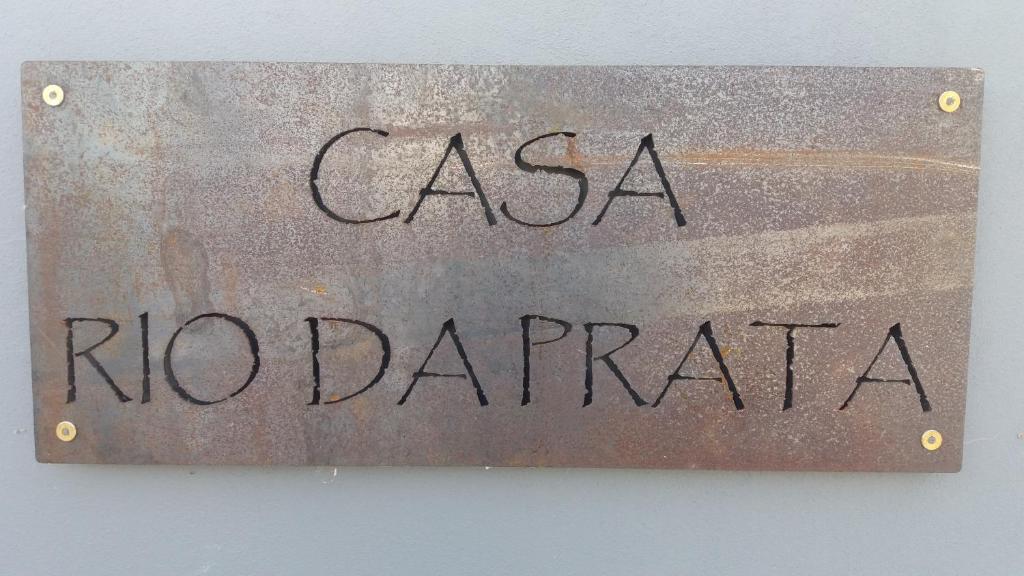 CASA
RIO DA PRATA